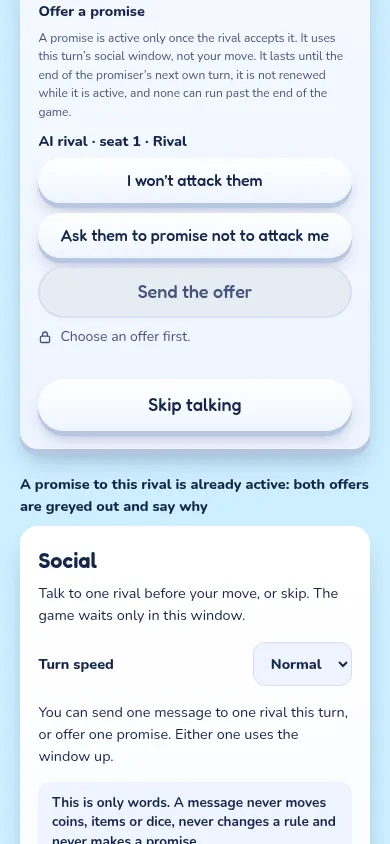 Offer a promise
A promise is active only once the rival accepts it. It uses
this turn's social window, not your move. It lasts until the
end of the promiser's next own turn, it is not renewed
while it is active, and none can run past the end of the
game.
AI rival · seat 1 · Rival
I won't attack them
Ask them to promise not to attack me
Send the offer
Choose an offer first.
Skip talking
A promise to this rival is already active: both offers
are greyed out and say why
Social
Talk to one rival before your move, or skip. The
game waits only in this window.
Turn speed
Normal
You can send one message to one rival this turn,
or offer one promise. Either one uses the
window up.
This is only words. A message never moves
coins, items or dice, never changes a rule and
never makes a promise.